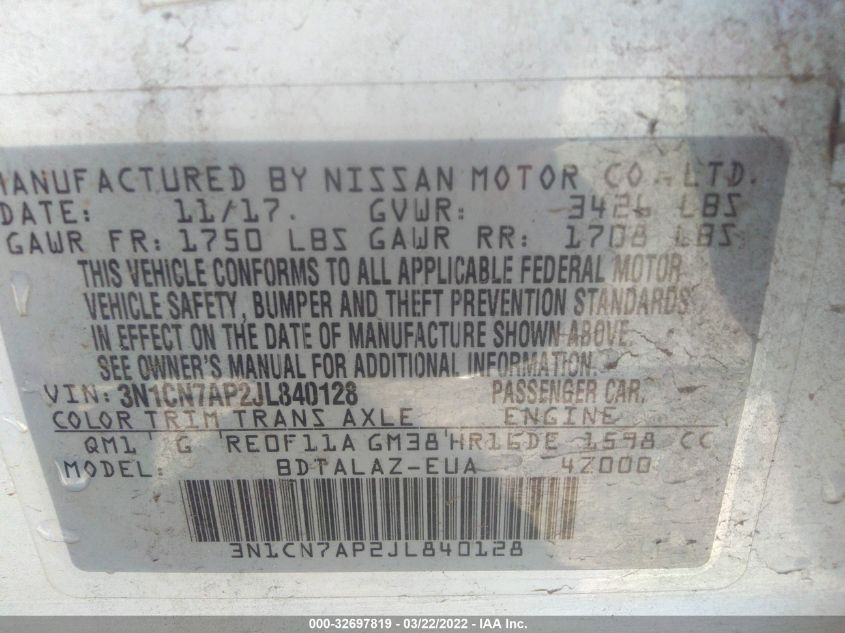 MANUFACTURED BY NISSAN MOTOR CO., LTD.
DATE: 11/17. GVWR: 3426 LBS
GAWR FR: 1750 LBS GAWR RR: 1708 LBS
THIS VEHICLE CONFORMS TO ALL APPLICABLE FEDERAL MOTOR
VEHICLE SAFETY, BUMPER AND THEFT PREVENTION STANDARDS
IN EFFECT ON THE DATE OF MANUFACTURE SHOWN ABOVE.
SEE OWNER'S MANUAL FOR ADDITIONAL INFORMATION.
VIN: 3N1CN7AP2JL840128 PASSENGER CAR.
COLOR TRIM TRANS AXLE ENGINE
QM1 G RE0F11A GM38 HR16DE 1598 CC
MODEL: BDTALAZ-EUA 4Z000
3N1CN7AP2JL840128
000-32697819 - 03/22/2022 - IAA Inc.